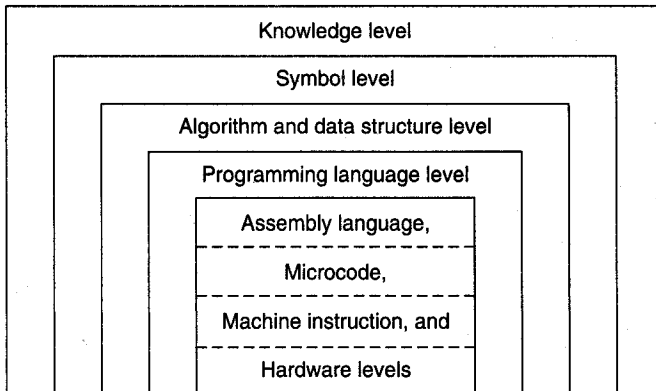 Knowledge level
Symbol level
Algorithm and data structure level
Programming language level
Assembly language,
Microcode,
Machine instruction, and
Hardware levels